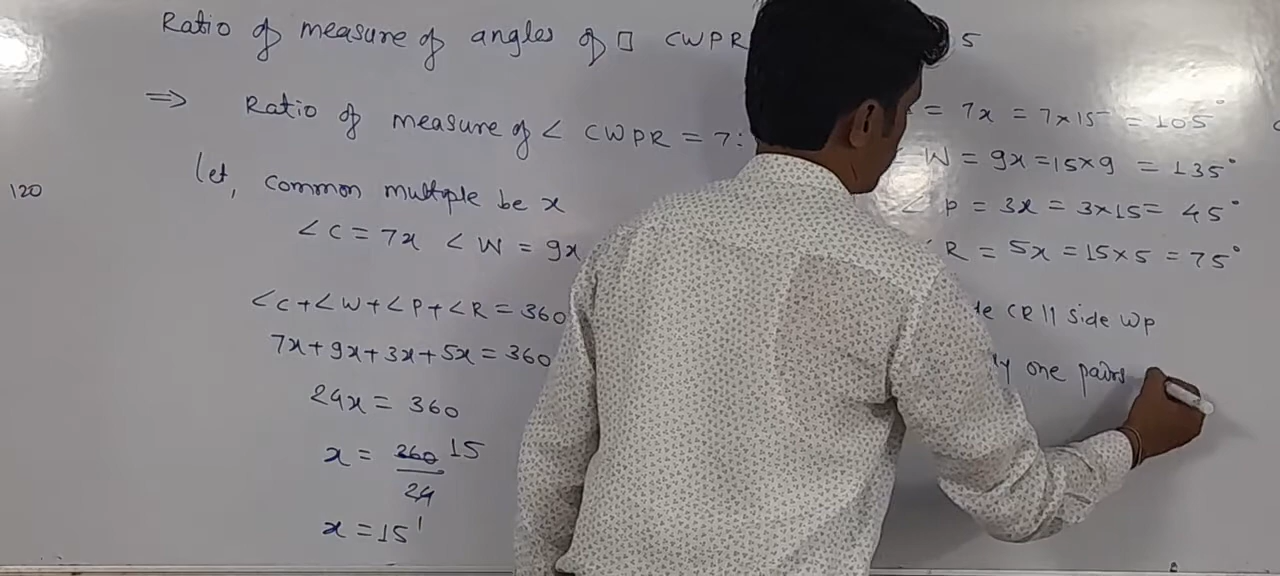 Ratio of measure of angles of □ CWPR 5
⇒ Ratio of measure of ∠ CWPR = 7:
let, common multiple be x
∠C = 7x ∠W = 9x
∠C+∠W+∠P+∠R = 360
7x+9x+3x+5x = 360
24x = 360
x = 360 15
24
x = 15 1
120
= 7x = 7×15 = 105°
W = 9x = 15×9 = 135°
∠P = 3x = 3×15 = 45°
R = 5x = 15×5 = 75°
CR || Side WP
one pairs